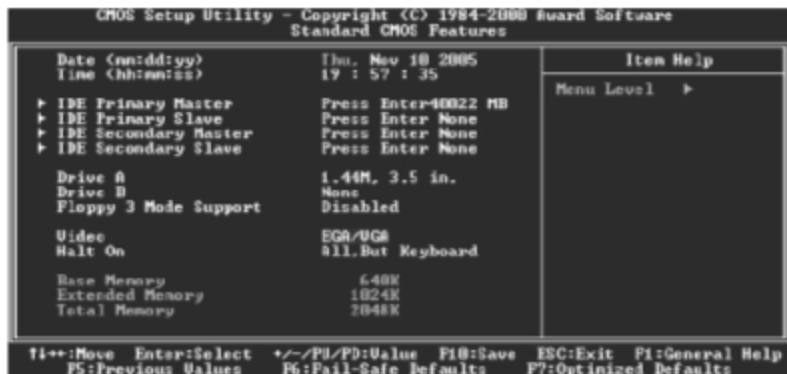 CMOS Setup Utility - Copyright (C) 1984-2000 Award Software
Standard CMOS Features
Date (mm:dd:yy) Thu, Nov 10 2005
Time (hh:mm:ss) 19 : 57 : 35
Item Help
Menu Level ▶
▶ IDE Primary Master Press Enter40022 MB
▶ IDE Primary Slave Press Enter None
▶ IDE Secondary Master Press Enter None
▶ IDE Secondary Slave Press Enter None
Drive A 1.44M, 3.5 in.
Drive B None
Floppy 3 Mode Support Disabled
Video EGA/VGA
Halt On All,But Keyboard
Base Memory 640K
Extended Memory 1024K
Total Memory 2048K
↑↓→←:Move Enter:Select +/-/PU/PD:Value F10:Save ESC:Exit F1:General Help
F5:Previous Values F6:Fail-Safe Defaults F7:Optimized Defaults